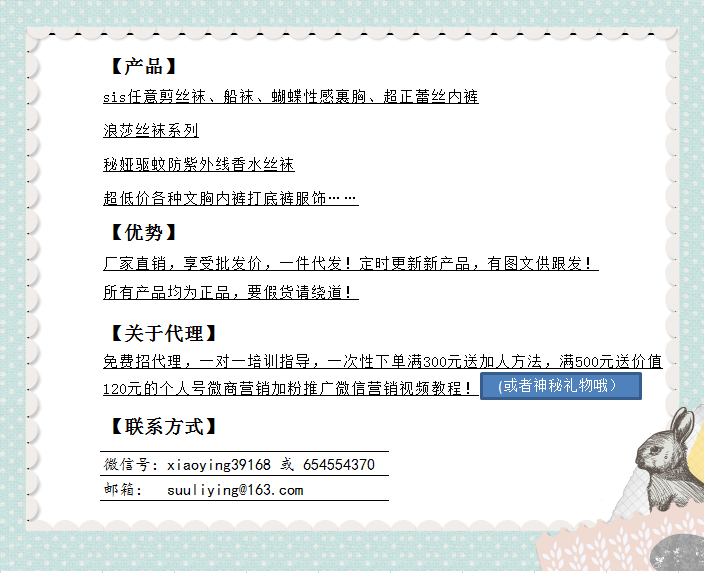 【产品】
sis任意剪丝袜、船袜、蝴蝶性感裹胸、超正蕾丝内裤
浪莎丝袜系列
秘娅驱蚊防紫外线香水丝袜
超低价各种文胸内裤打底裤服饰……
【优势】
厂家直销，享受批发价，一件代发！定时更新新产品，有图文供跟发！
所有产品均为正品，要假货请绕道！
【关于代理】
免费招代理，一对一培训指导，一次性下单满300元送加人方法，满500元送价值
120元的个人号微商营销加粉推广微信营销视频教程！（或者神秘礼物哦）
【联系方式】
微信号：xiaoying39168 或 654554370
邮箱： suuliying@163.com